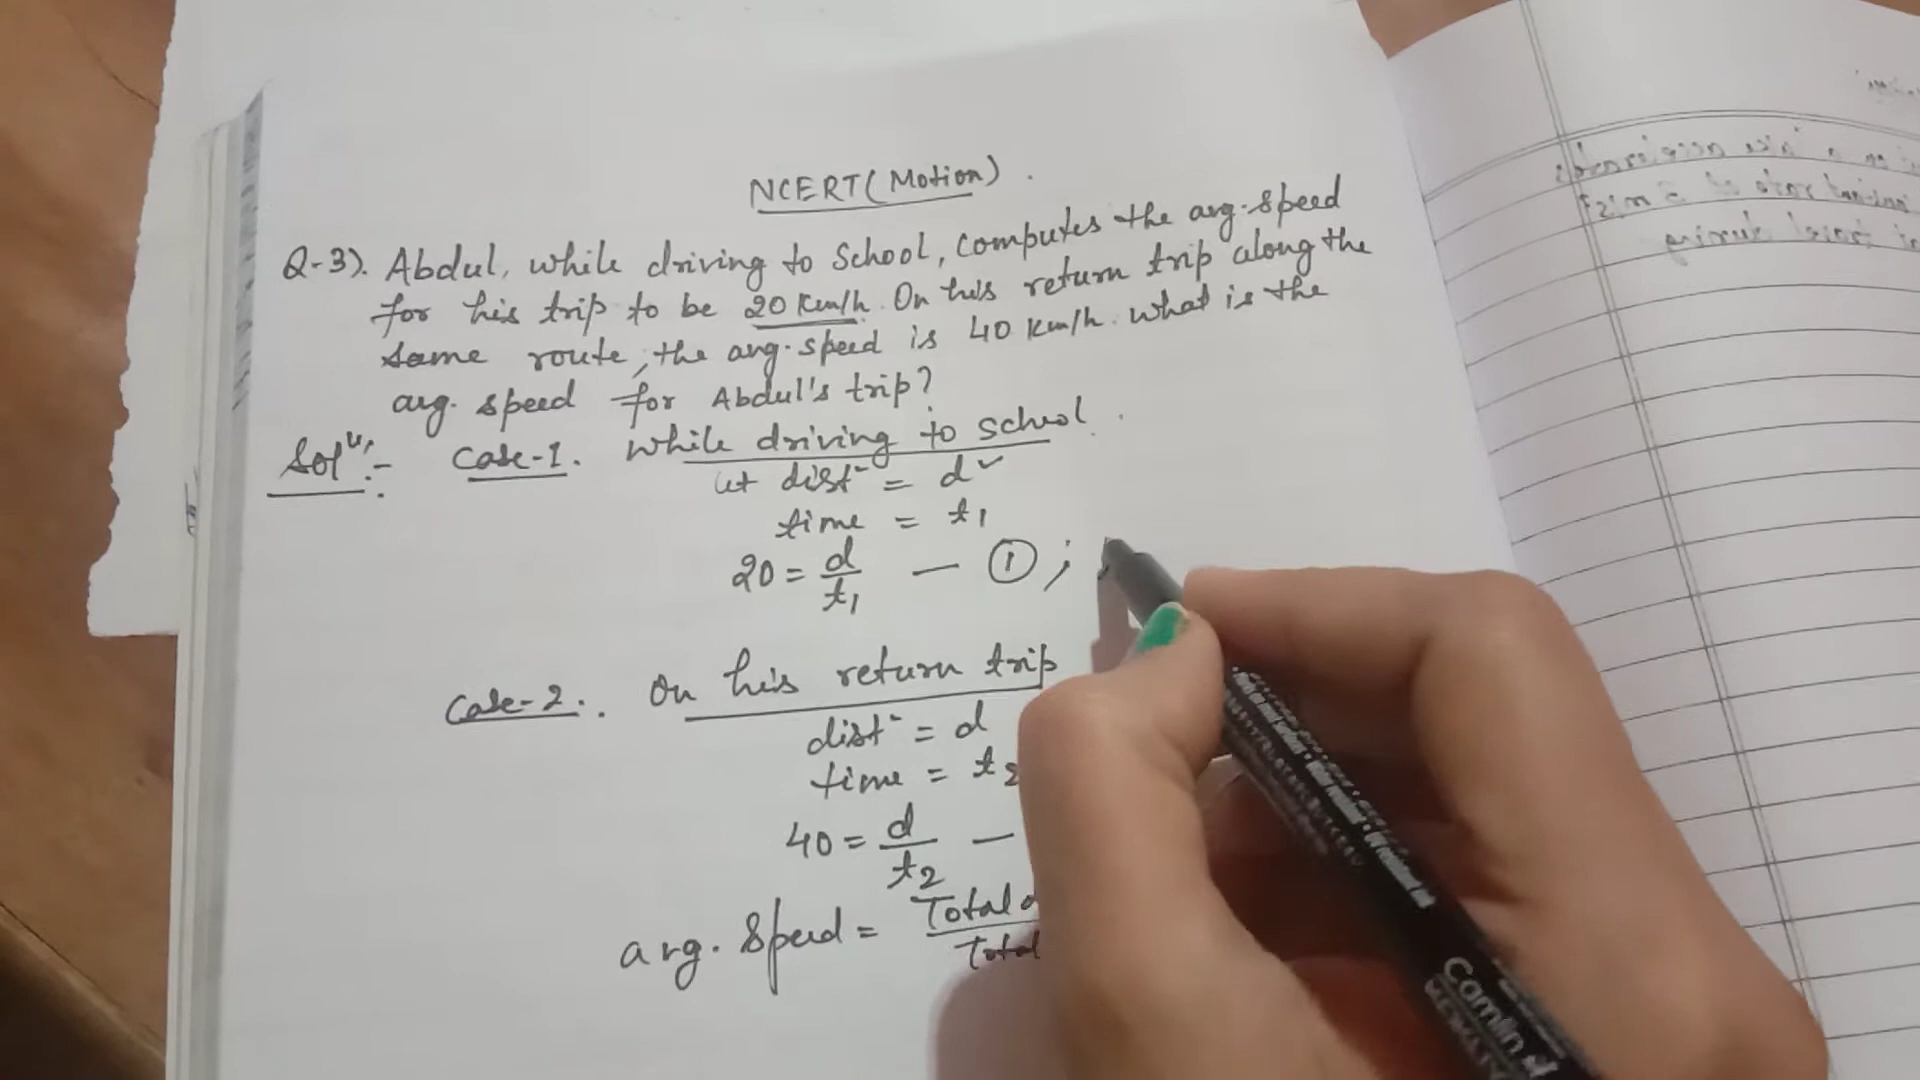 NCERT (Motion).
Q-3). Abdul, while driving to School, computes the avg. speed
for his trip to be 20 Km/h. On his return trip along the
same route, the avg. speed is 40 Km/h. what is the
avg. speed for Abdul's trip?
Solⁿ:- Case-1. While driving to school.
let dist = d
time = t₁
20 = d/t₁ — ① ;
Case-2. On his return trip
dist = d
time = t₂
40 = d/t₂ —
avg. Speed = Total / Total
Camlin